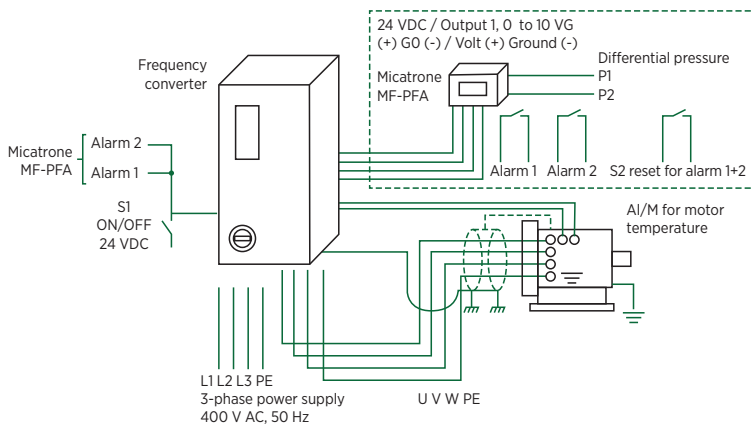 24 VDC / Output 1, 0 to 10 VG
(+) G0 (-) / Volt (+) Ground (-)
Differential pressure
Micatrone
MF-PFA
P1
P2
Alarm 1
Alarm 2
S2 reset for alarm 1+2
Frequency
converter
Micatrone
MF-PFA
Alarm 2
Alarm 1
S1
ON/OFF
24 VDC
AI/M for motor
temperature
L1 L2 L3 PE
3-phase power supply
400 V AC, 50 Hz
U V W PE